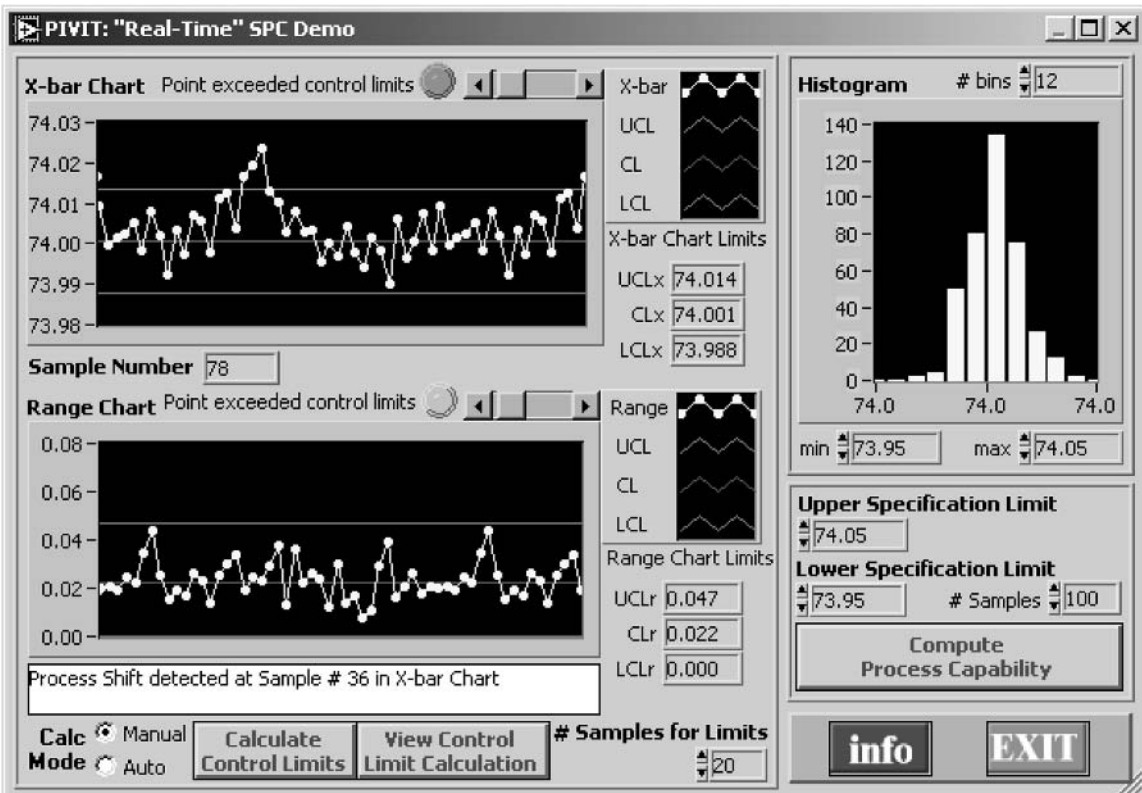 PIVIT: "Real-Time" SPC Demo
X-bar Chart Point exceeded control limits
74.03
74.02
74.01
74.00
73.99
73.98
X-bar
UCL
CL
LCL
X-bar Chart Limits
UCLx 74.014
CLx 74.001
LCLx 73.988
Sample Number 78
Range Chart Point exceeded control limits
0.08
0.06
0.04
0.02
0.00
Range
UCL
CL
LCL
Range Chart Limits
UCLr 0.047
CLr 0.022
LCLr 0.000
Process Shift detected at Sample # 36 in X-bar Chart
Calc Mode
Manual
Auto
Calculate
Control Limits
View Control
Limit Calculation
# Samples for Limits
20
Histogram # bins 12
140
120
100
80
60
40
20
0
74.0 74.0 74.0
min 73.95 max 74.05
Upper Specification Limit
74.05
Lower Specification Limit
73.95 # Samples 100
Compute
Process Capability
info EXIT